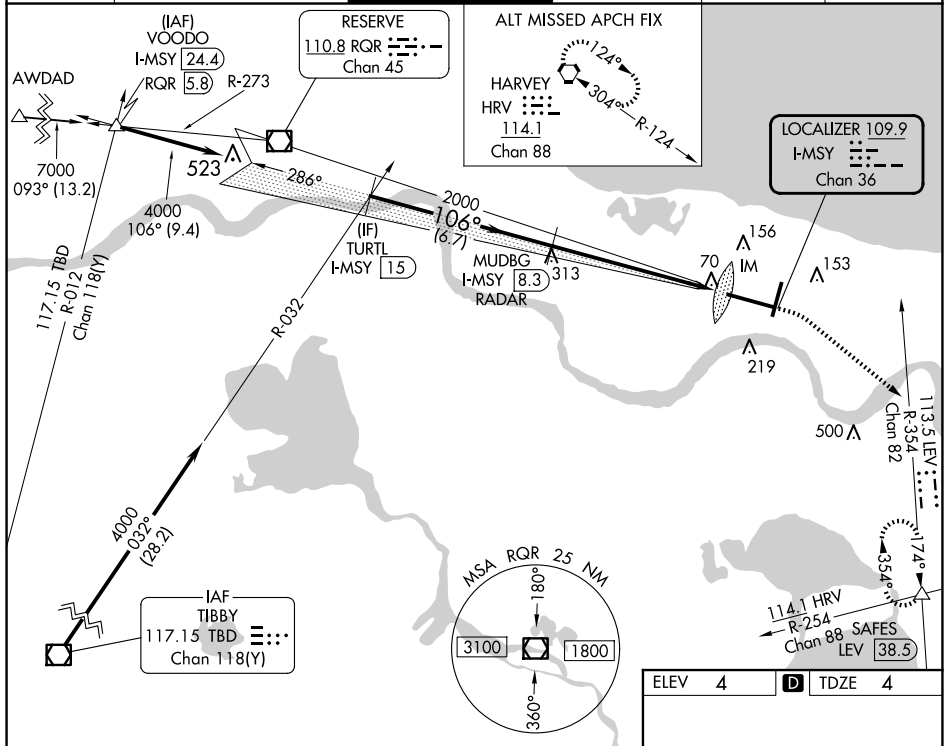 (IAF)
VOODO
I-MSY 24.4
RQR 5.8
R-273
AWDAD
7000
093° (13.2)
4000
106° (9.4)
RESERVE
110.8 RQR
Chan 45
523
286°
ALT MISSED APCH FIX
124°
304°
R-124
HARVEY
HRV
114.1
Chan 88
LOCALIZER 109.9
I-MSY
Chan 36
2000
106°
(6.7)
(IF)
TURTL
I-MSY 15
MUDBG
I-MSY 8.3
RADAR
313
70
IM
156
153
219
500
117.15 TBD
R-012
Chan 118(Y)
R-032
4000
032°
(28.2)
IAF
TIBBY
117.15 TBD
Chan 118(Y)
MSA RQR 25 NM
180°
3100
1800
360°
113.5 LEV
R-354
Chan 82
174°
354°
114.1 HRV
R-254
Chan 88
SAFES
LEV 38.5
ELEV 4
D
TDZE 4